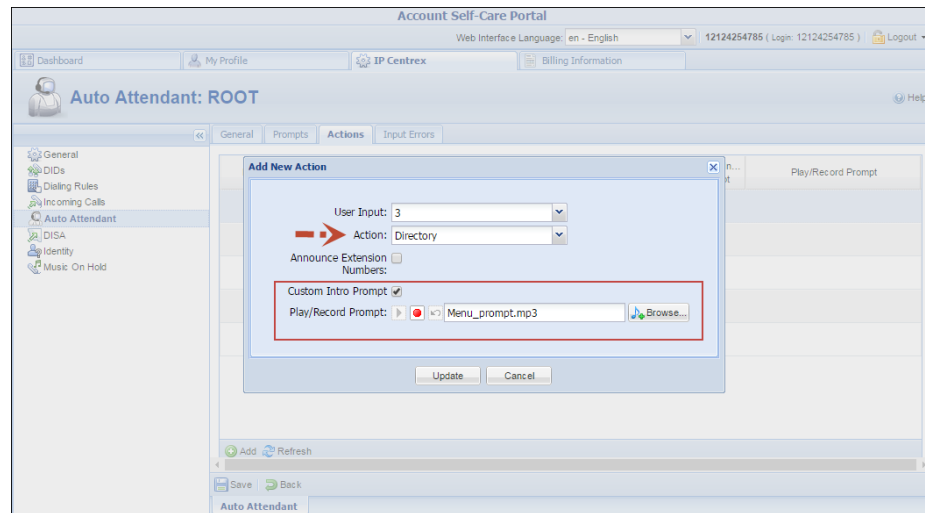 Account Self-Care Portal
Web Interface Language: en - English 12124254785 ( Login: 12124254785 ) Logout
Dashboard My Profile IP Centrex Billing Information
Auto Attendant: ROOT
General Prompts Actions Input Errors
General
DIDs
Dialing Rules
Incoming Calls
Auto Attendant
DISA
Identity
Music On Hold
Play/Record Prompt
Add New Action
User Input: 3
Action: Directory
Announce Extension
Numbers:
Custom Intro Prompt
Play/Record Prompt: Menu_prompt.mp3 Browse...
Update Cancel
Add Refresh
Save Back
Auto Attendant